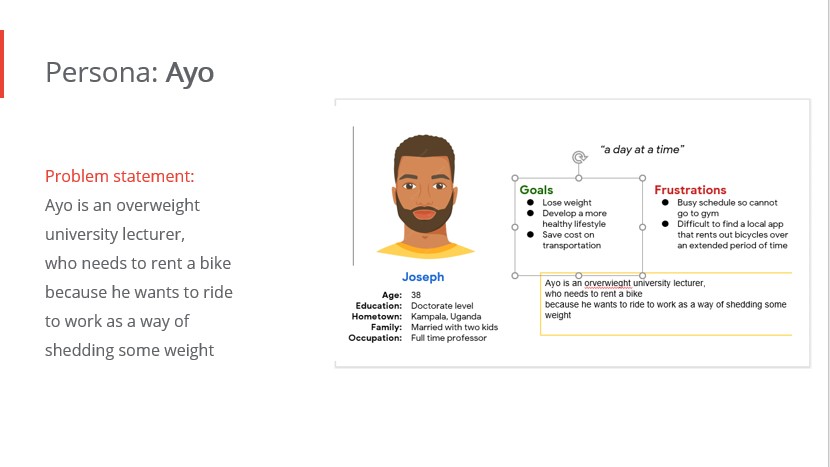 Persona: Ayo
Problem statement:
Ayo is an overweight
university lecturer,
who needs to rent a bike
because he wants to ride
to work as a way of
shedding some weight
“a day at a time”
Goals
● Lose weight
● Develop a more
healthy lifestyle
● Save cost on
transportation
Frustrations
● Busy schedule so cannot
go to gym
● Difficult to find a local app
that rents out bicycles over
an extended period of time
Joseph
Age: 38
Education: Doctorate level
Hometown: Kampala, Uganda
Family: Married with two kids
Occupation: Full time professor
Ayo is an orverwieght university lecturer,
who needs to rent a bike
because he wants to ride to work as a way of shedding some
weight